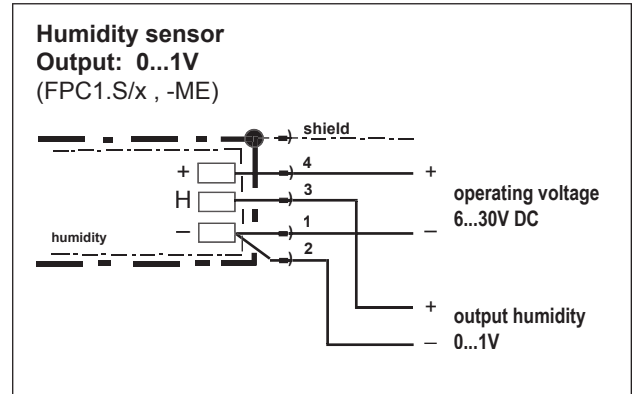 Humidity sensor
Output: 0...1V
(FPC1.S/x , -ME)
shield
+ 4 +
H 3
operating voltage
6...30V DC
– 1 –
humidity
2
+ output humidity
– 0...1V